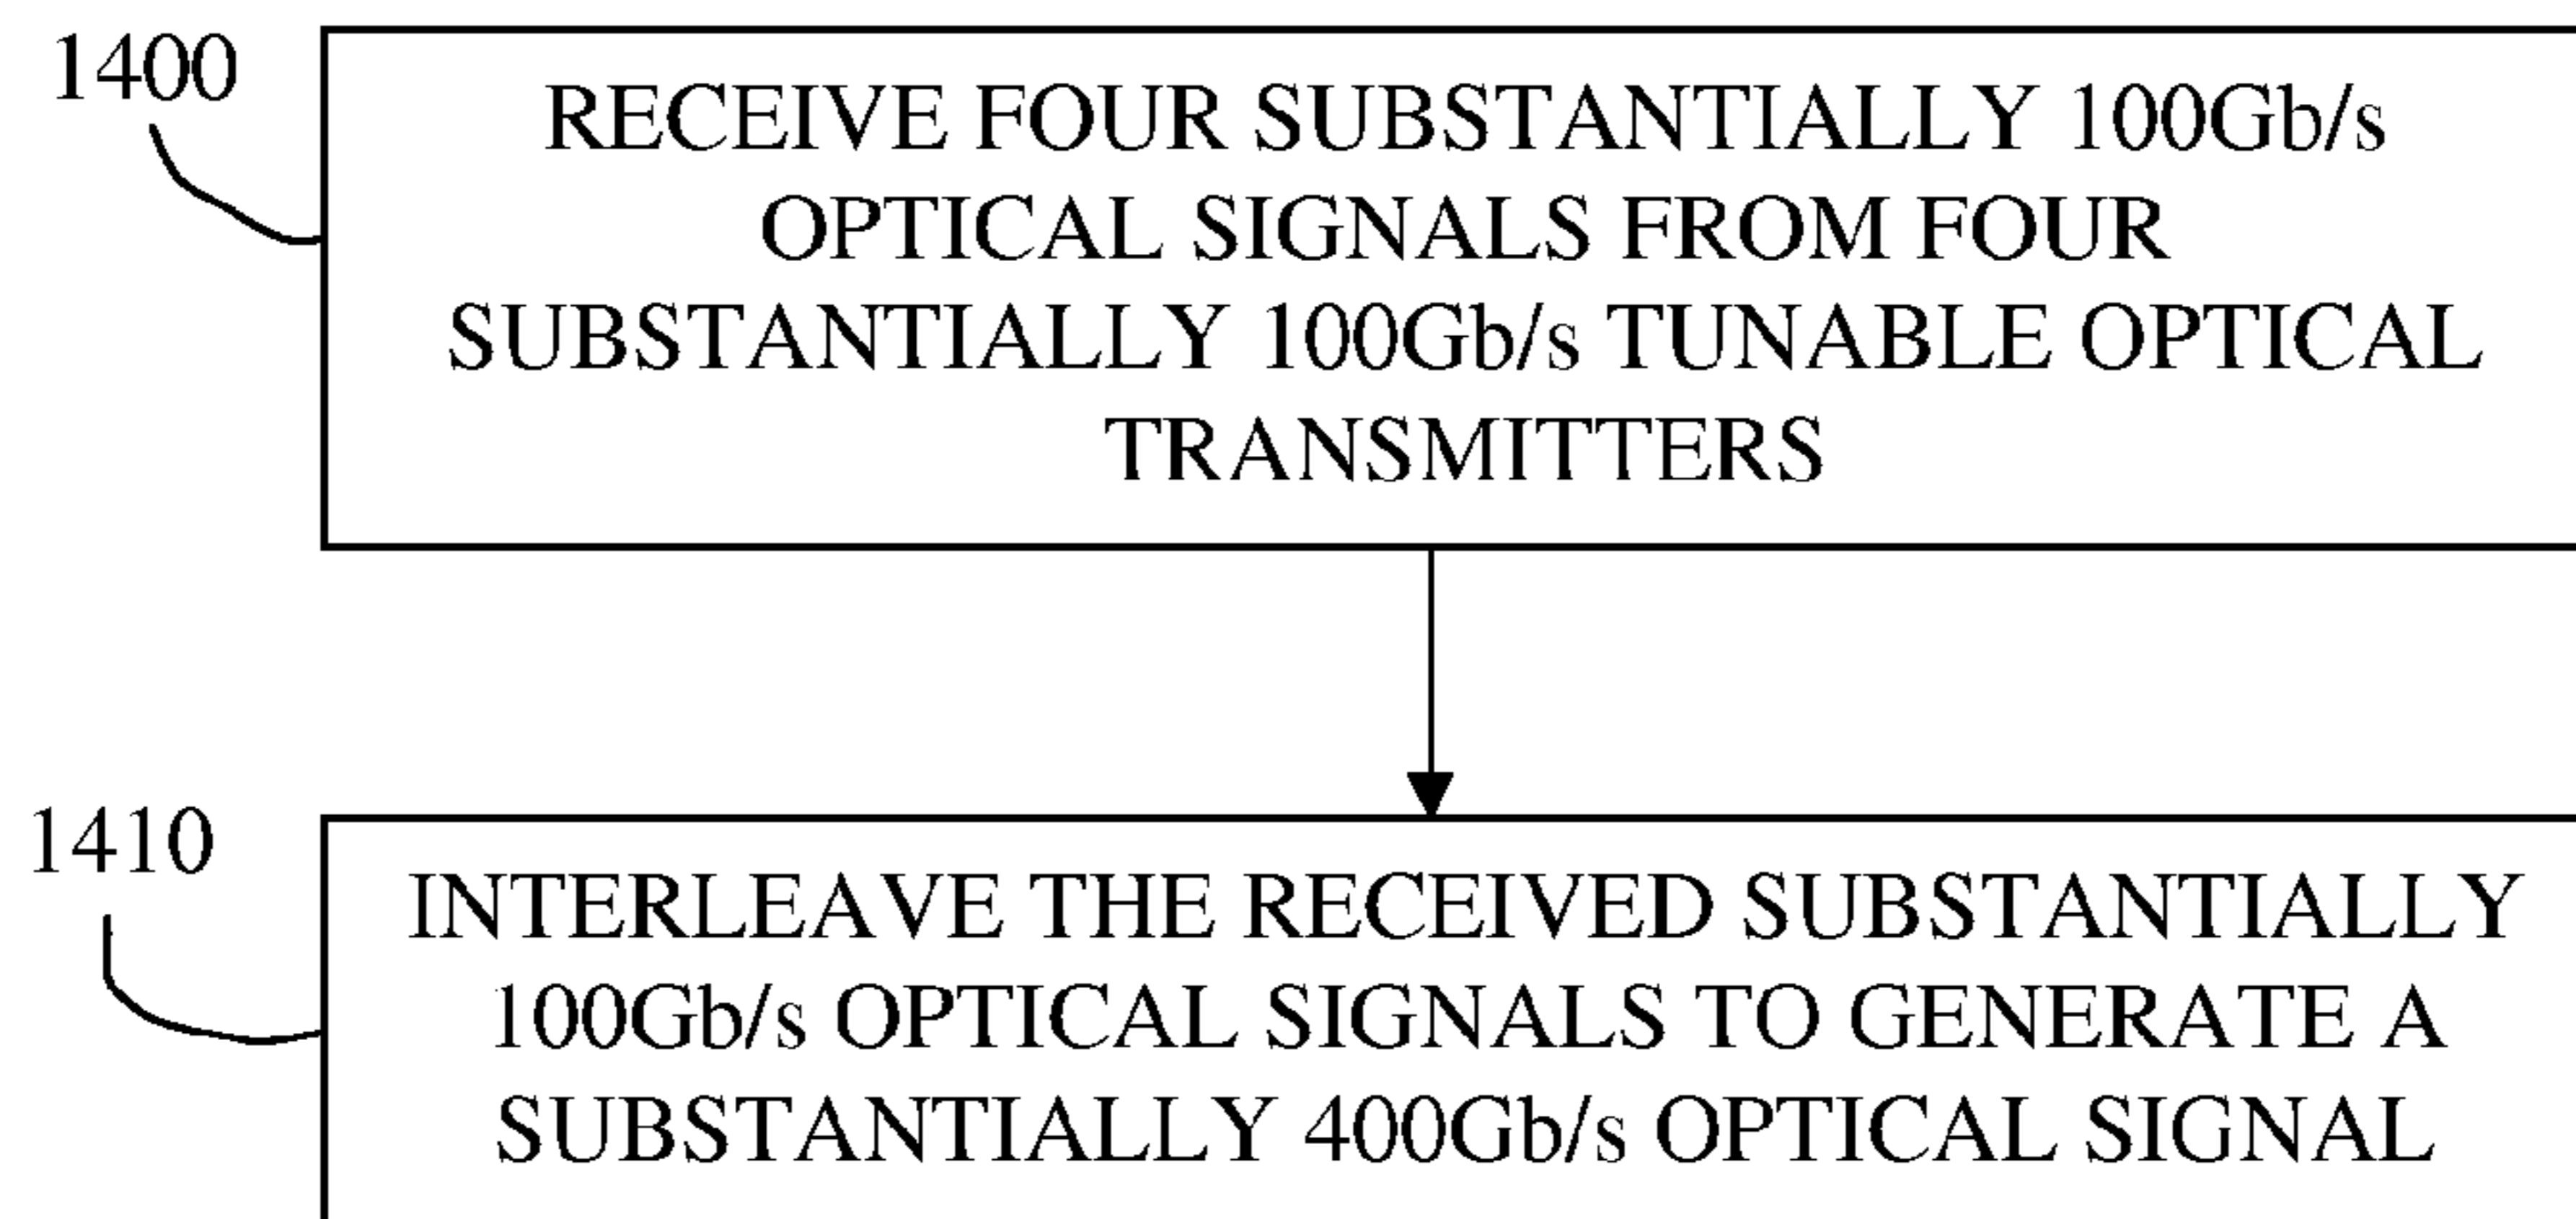 1400
RECEIVE FOUR SUBSTANTIALLY 100Gb/s
OPTICAL SIGNALS FROM FOUR
SUBSTANTIALLY 100Gb/s TUNABLE OPTICAL
TRANSMITTERS
1410
INTERLEAVE THE RECEIVED SUBSTANTIALLY
100Gb/s OPTICAL SIGNALS TO GENERATE A
SUBSTANTIALLY 400Gb/s OPTICAL SIGNAL